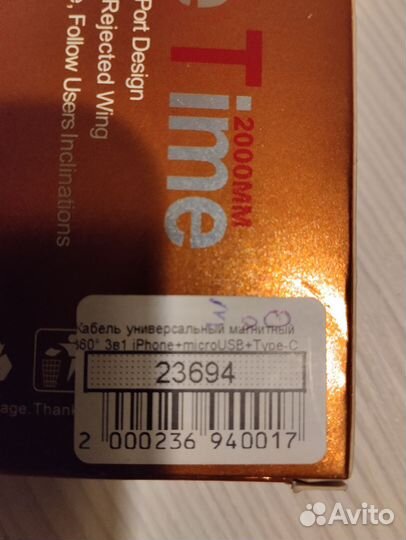 e Time
2000MM
Port Design
Rejected Wing
e, Follow Users Inclinations
Кабель универсальный магнитный
360° 3в1 iPhone+microUSB+Type-C
23694
2 000236 940017
age.Thank
Avito